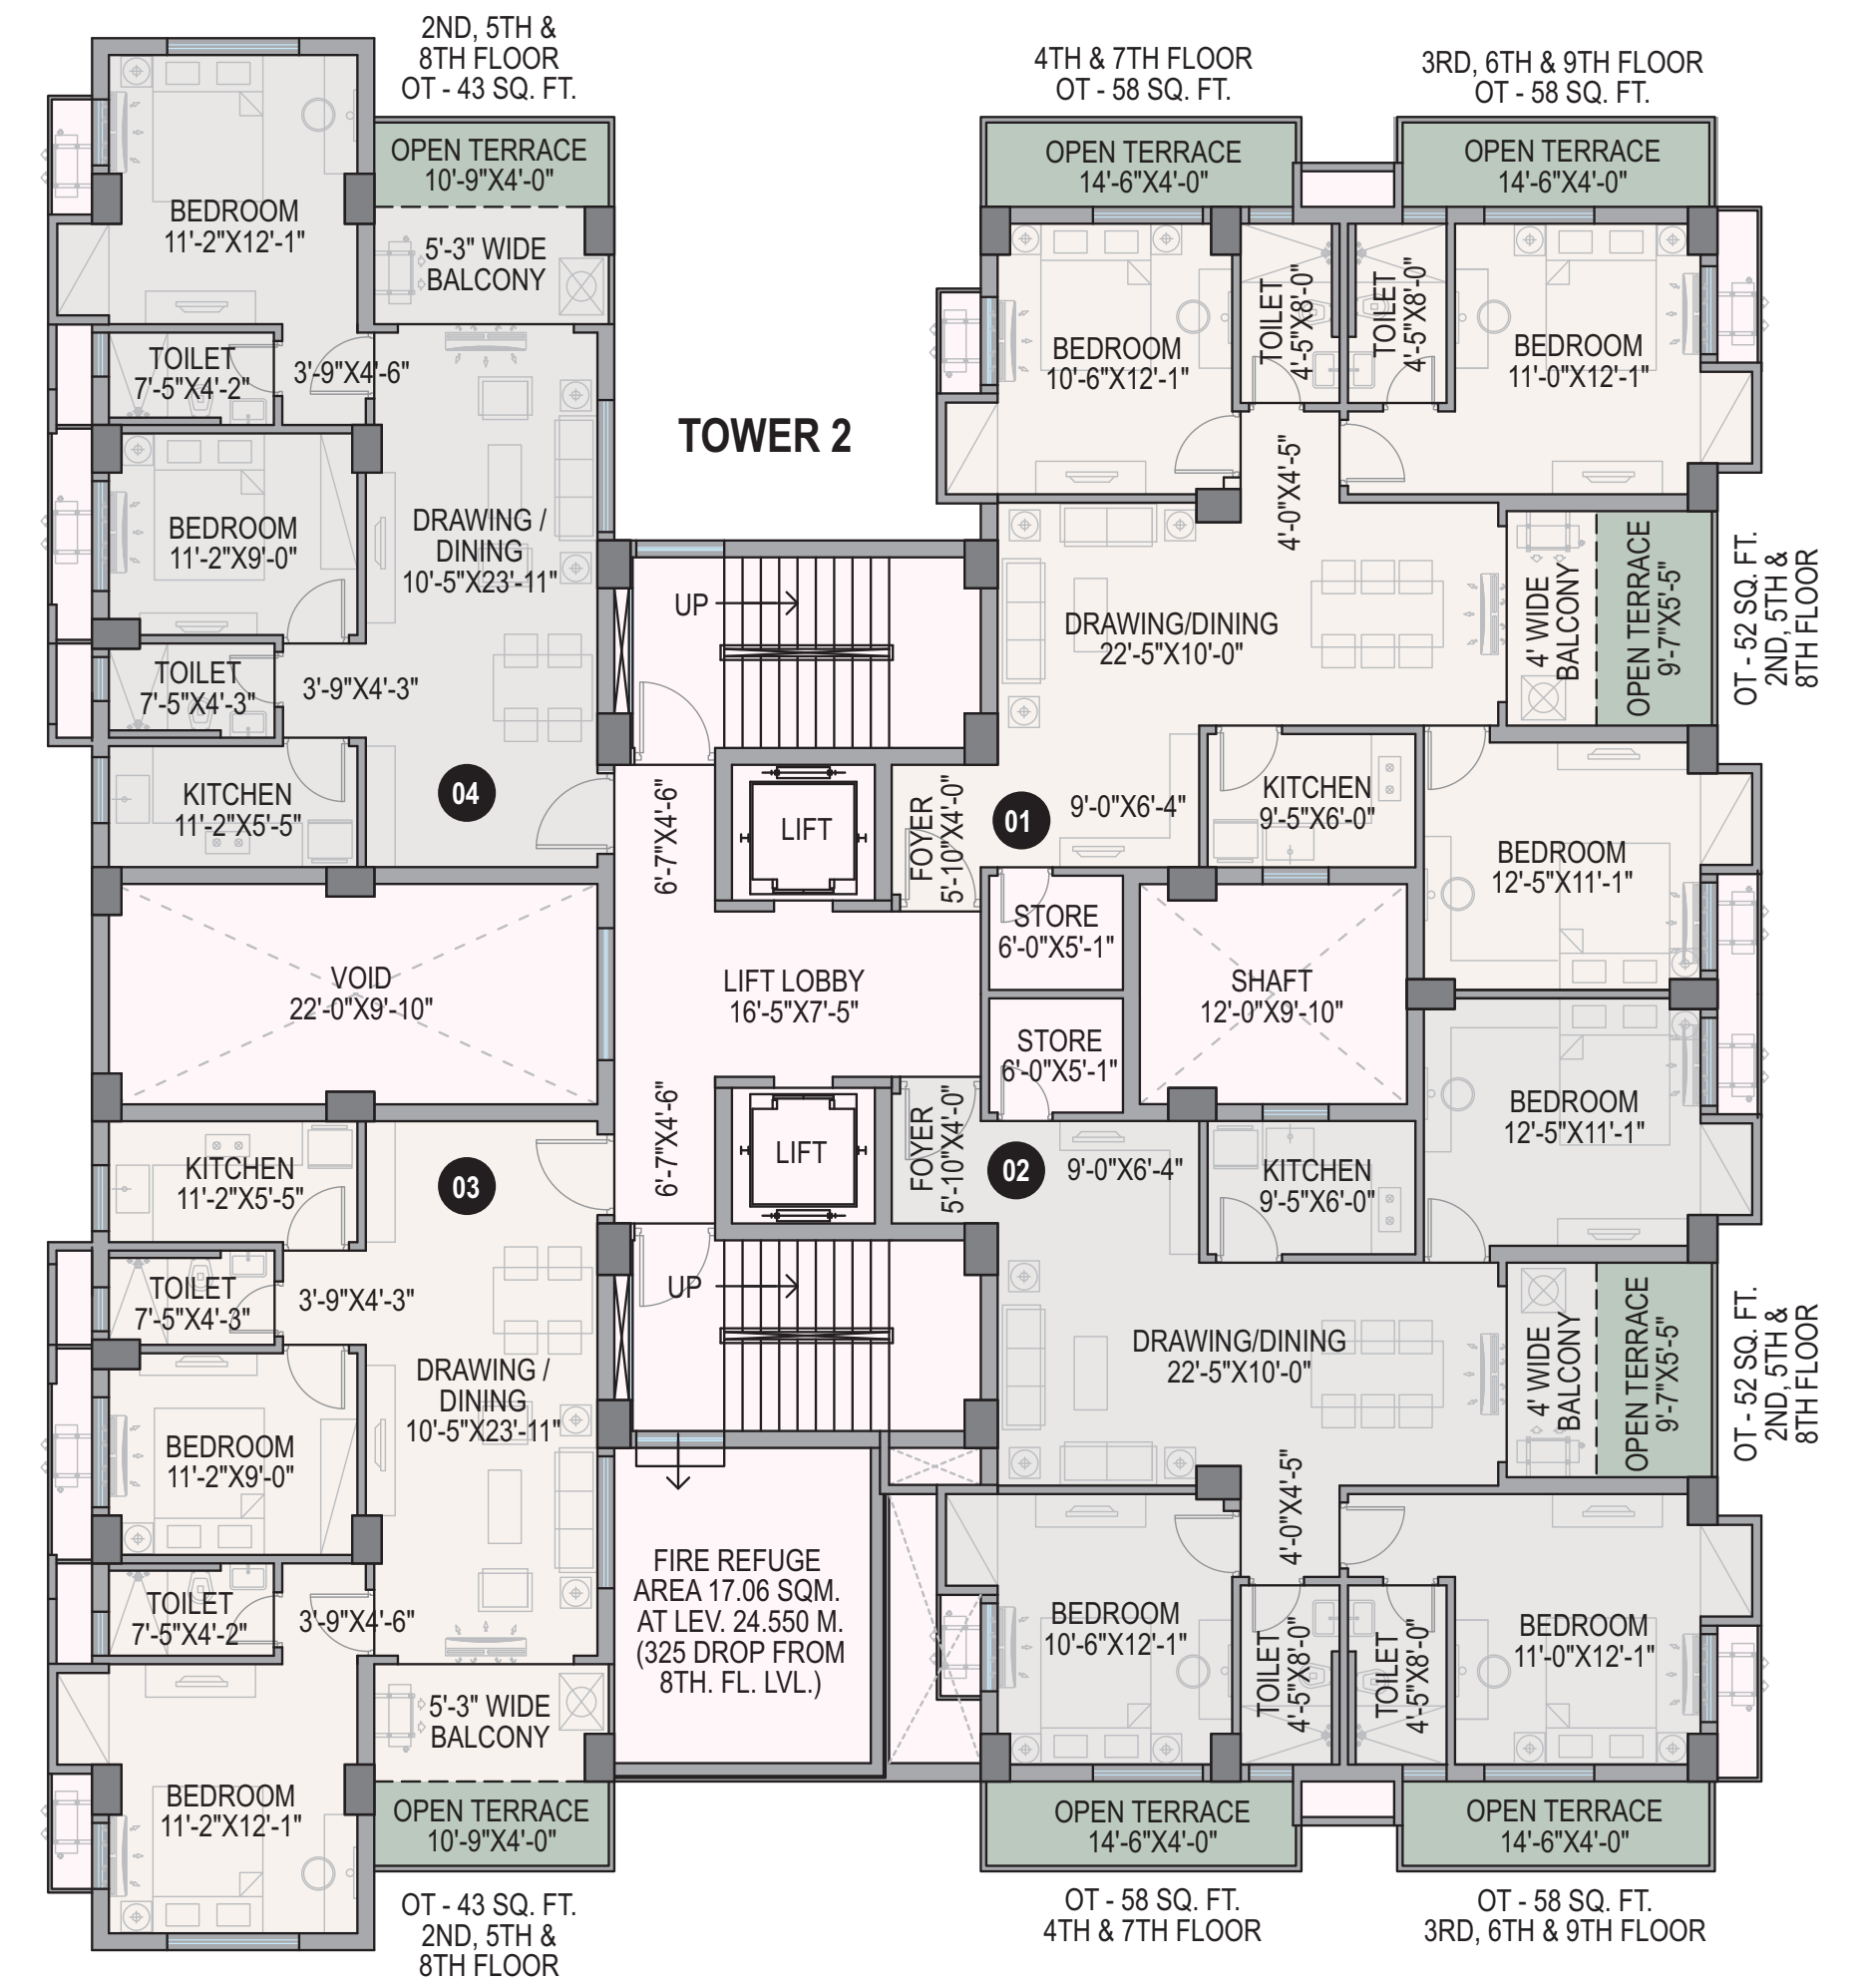 2ND, 5TH &
8TH FLOOR
OT - 43 SQ. FT.
4TH & 7TH FLOOR
OT - 58 SQ. FT.
3RD, 6TH & 9TH FLOOR
OT - 58 SQ. FT.
OPEN TERRACE
10'-9"X4'-0"
OPEN TERRACE
14'-6"X4'-0"
OPEN TERRACE
14'-6"X4'-0"
BEDROOM
11'-2"X12'-1"
5'-3" WIDE
BALCONY
TOILET
4'-5"X8'-0"
TOILET
4'-5"X8'-0"
BEDROOM
10'-6"X12'-1"
BEDROOM
11'-0"X12'-1"
TOILET
7'-5"X4'-2"
3'-9"X4'-6"
TOWER 2
4'-0"X4'-5"
BEDROOM
11'-2"X9'-0"
DRAWING /
DINING
10'-5"X23'-11"
UP
DRAWING/DINING
22'-5"X10'-0"
4' WIDE
BALCONY
OPEN TERRACE
9'-7"X5'-5"
OT - 52 SQ. FT.
2ND, 5TH &
8TH FLOOR
TOILET
7'-5"X4'-3"
3'-9"X4'-3"
KITCHEN
11'-2"X5'-5"
04
6'-7"X4'-6"
LIFT
FOYER
5'-10"X4'-0"
01
9'-0"X6'-4"
KITCHEN
9'-5"X6'-0"
BEDROOM
12'-5"X11'-1"
STORE
6'-0"X5'-1"
VOID
22'-0"X9'-10"
LIFT LOBBY
16'-5"X7'-5"
SHAFT
12'-0"X9'-10"
STORE
6'-0"X5'-1"
BEDROOM
12'-5"X11'-1"
KITCHEN
11'-2"X5'-5"
03
6'-7"X4'-6"
LIFT
FOYER
5'-10"X4'-0"
02
9'-0"X6'-4"
KITCHEN
9'-5"X6'-0"
TOILET
7'-5"X4'-3"
3'-9"X4'-3"
UP
DRAWING /
DINING
10'-5"X23'-11"
DRAWING/DINING
22'-5"X10'-0"
4' WIDE
BALCONY
OPEN TERRACE
9'-7"X5'-5"
OT - 52 SQ. FT.
2ND, 5TH &
8TH FLOOR
BEDROOM
11'-2"X9'-0"
4'-0"X4'-5"
FIRE REFUGE
AREA 17.06 SQM.
AT LEV. 24.550 M.
(325 DROP FROM
8TH. FL. LVL.)
TOILET
7'-5"X4'-2"
3'-9"X4'-6"
BEDROOM
10'-6"X12'-1"
TOILET
4'-5"X8'-0"
TOILET
4'-5"X8'-0"
BEDROOM
11'-0"X12'-1"
5'-3" WIDE
BALCONY
BEDROOM
11'-2"X12'-1"
OPEN TERRACE
10'-9"X4'-0"
OPEN TERRACE
14'-6"X4'-0"
OPEN TERRACE
14'-6"X4'-0"
OT - 43 SQ. FT.
2ND, 5TH &
8TH FLOOR
OT - 58 SQ. FT.
4TH & 7TH FLOOR
OT - 58 SQ. FT.
3RD, 6TH & 9TH FLOOR